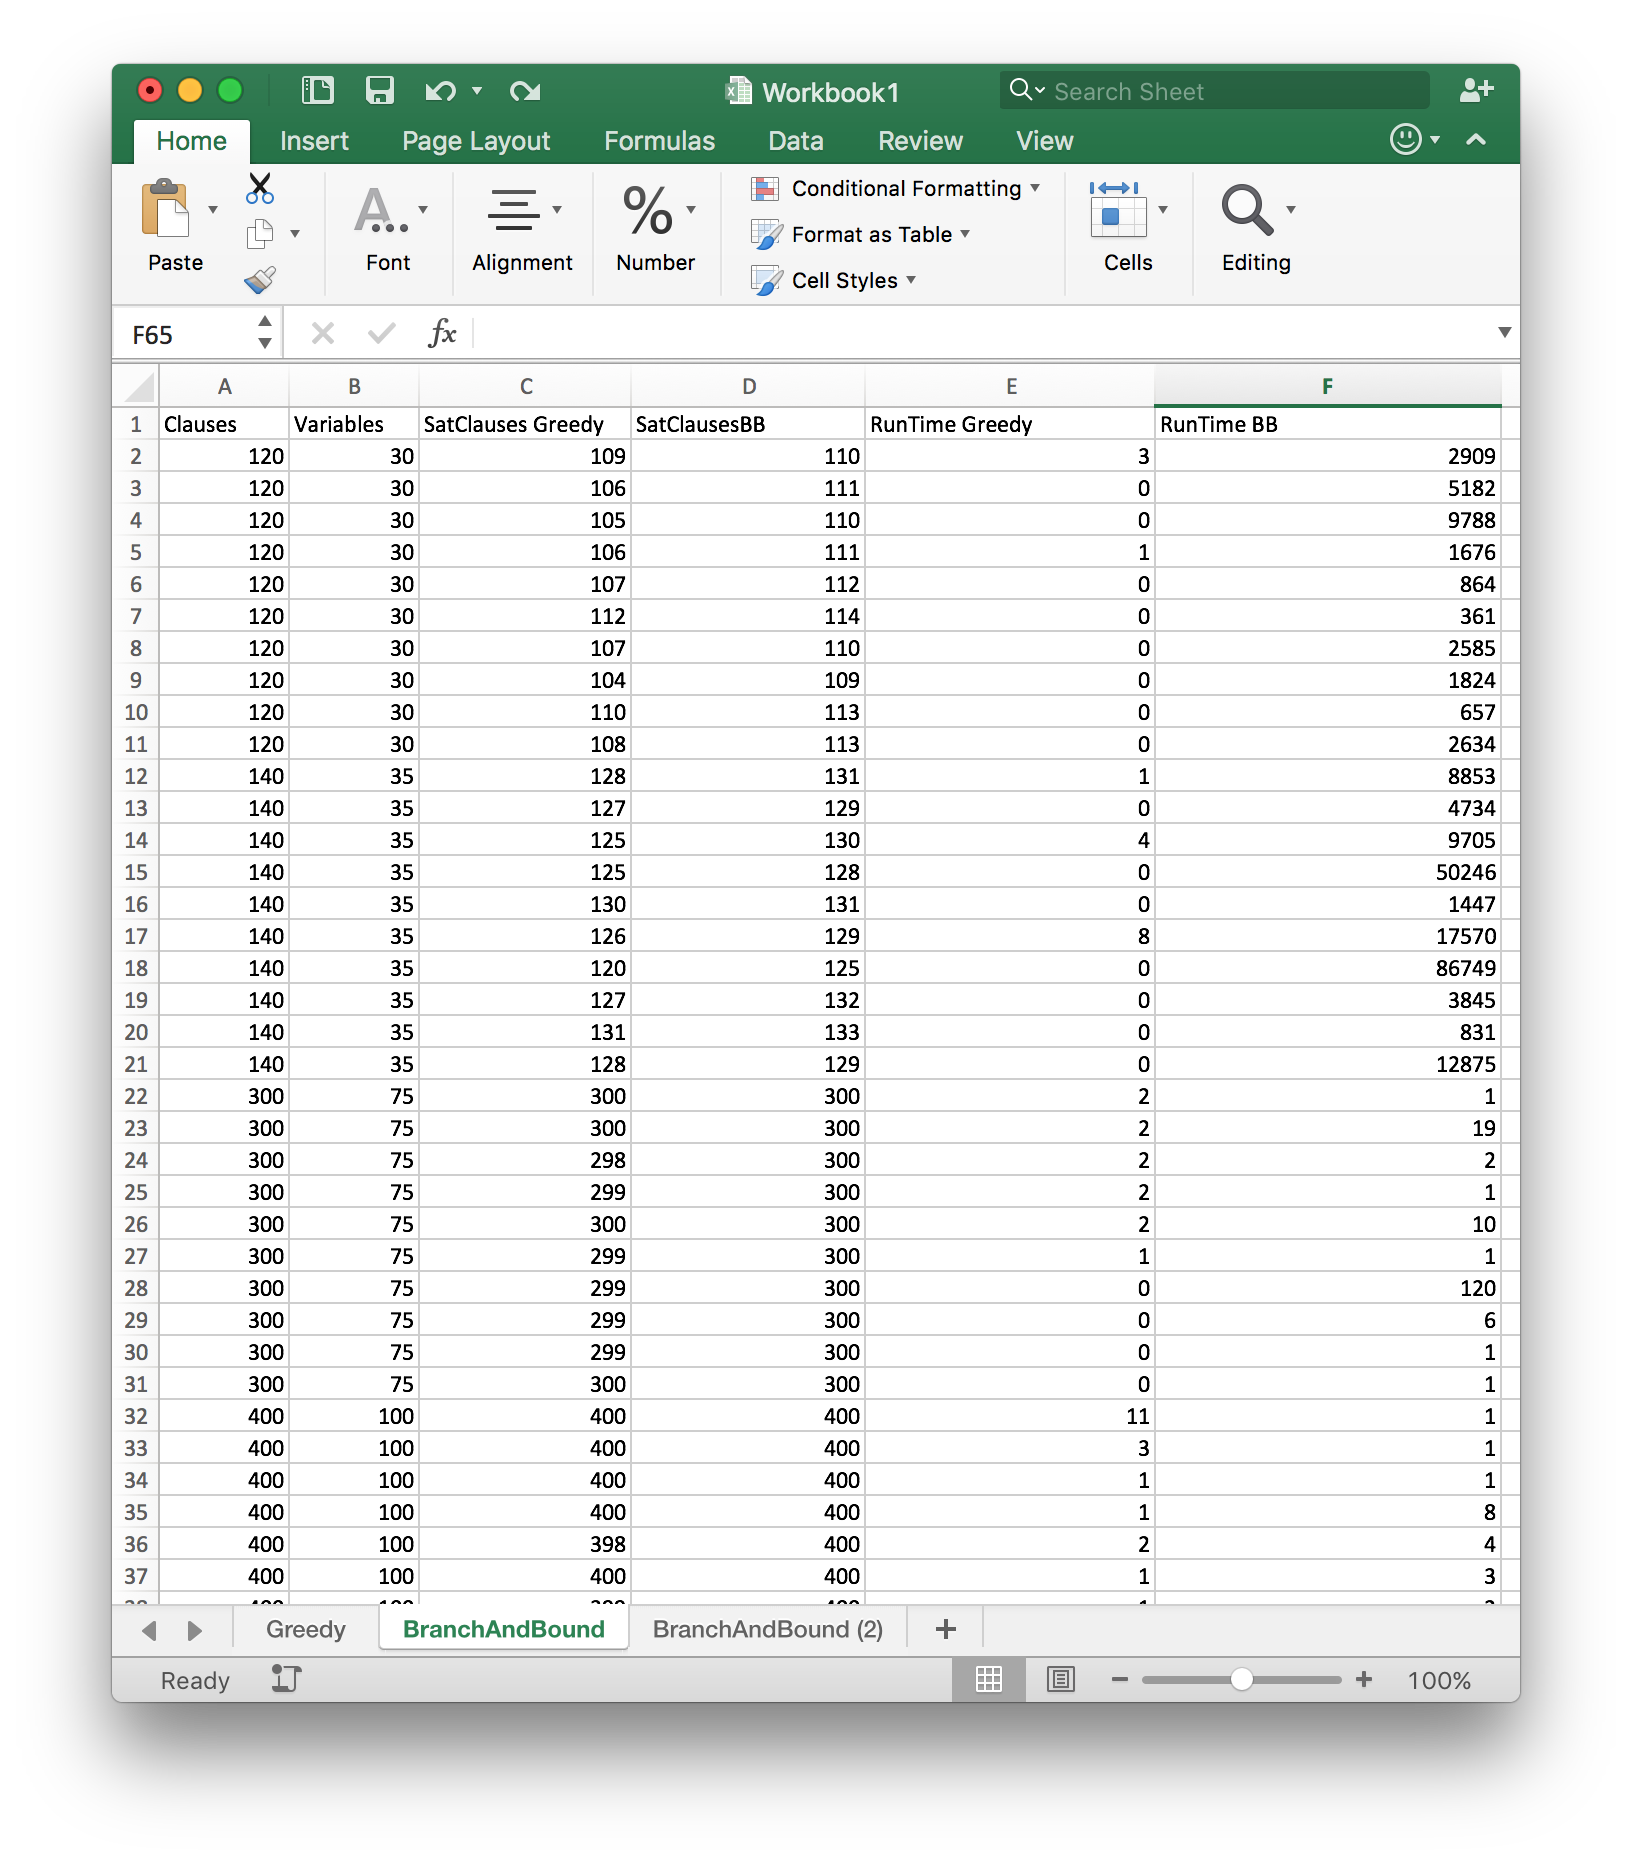 Workbook1
Search Sheet
Home Insert Page Layout Formulas Data Review View
Paste
A...
Font
Alignment
%
Number
Conditional Formatting
Format as Table
Cell Styles
Cells
Editing
F65 fx
A B C D E F
1 Clauses Variables SatClauses Greedy SatClausesBB RunTime Greedy RunTime BB
2 120 30 109 110 3 2909
3 120 30 106 111 0 5182
4 120 30 105 110 0 9788
5 120 30 106 111 1 1676
6 120 30 107 112 0 864
7 120 30 112 114 0 361
8 120 30 107 110 0 2585
9 120 30 104 109 0 1824
10 120 30 110 113 0 657
11 120 30 108 113 0 2634
12 140 35 128 131 1 8853
13 140 35 127 129 0 4734
14 140 35 125 130 4 9705
15 140 35 125 128 0 50246
16 140 35 130 131 0 1447
17 140 35 126 129 8 17570
18 140 35 120 125 0 86749
19 140 35 127 132 0 3845
20 140 35 131 133 0 831
21 140 35 128 129 0 12875
22 300 75 300 300 2 1
23 300 75 300 300 2 19
24 300 75 298 300 2 2
25 300 75 299 300 2 1
26 300 75 300 300 2 10
27 300 75 299 300 1 1
28 300 75 299 300 0 120
29 300 75 299 300 0 6
30 300 75 299 300 0 1
31 300 75 300 300 0 1
32 400 100 400 400 11 1
33 400 100 400 400 3 1
34 400 100 400 400 1 1
35 400 100 400 400 1 8
36 400 100 398 400 2 4
37 400 100 400 400 1 3
Greedy BranchAndBound BranchAndBound (2) +
Ready 100%